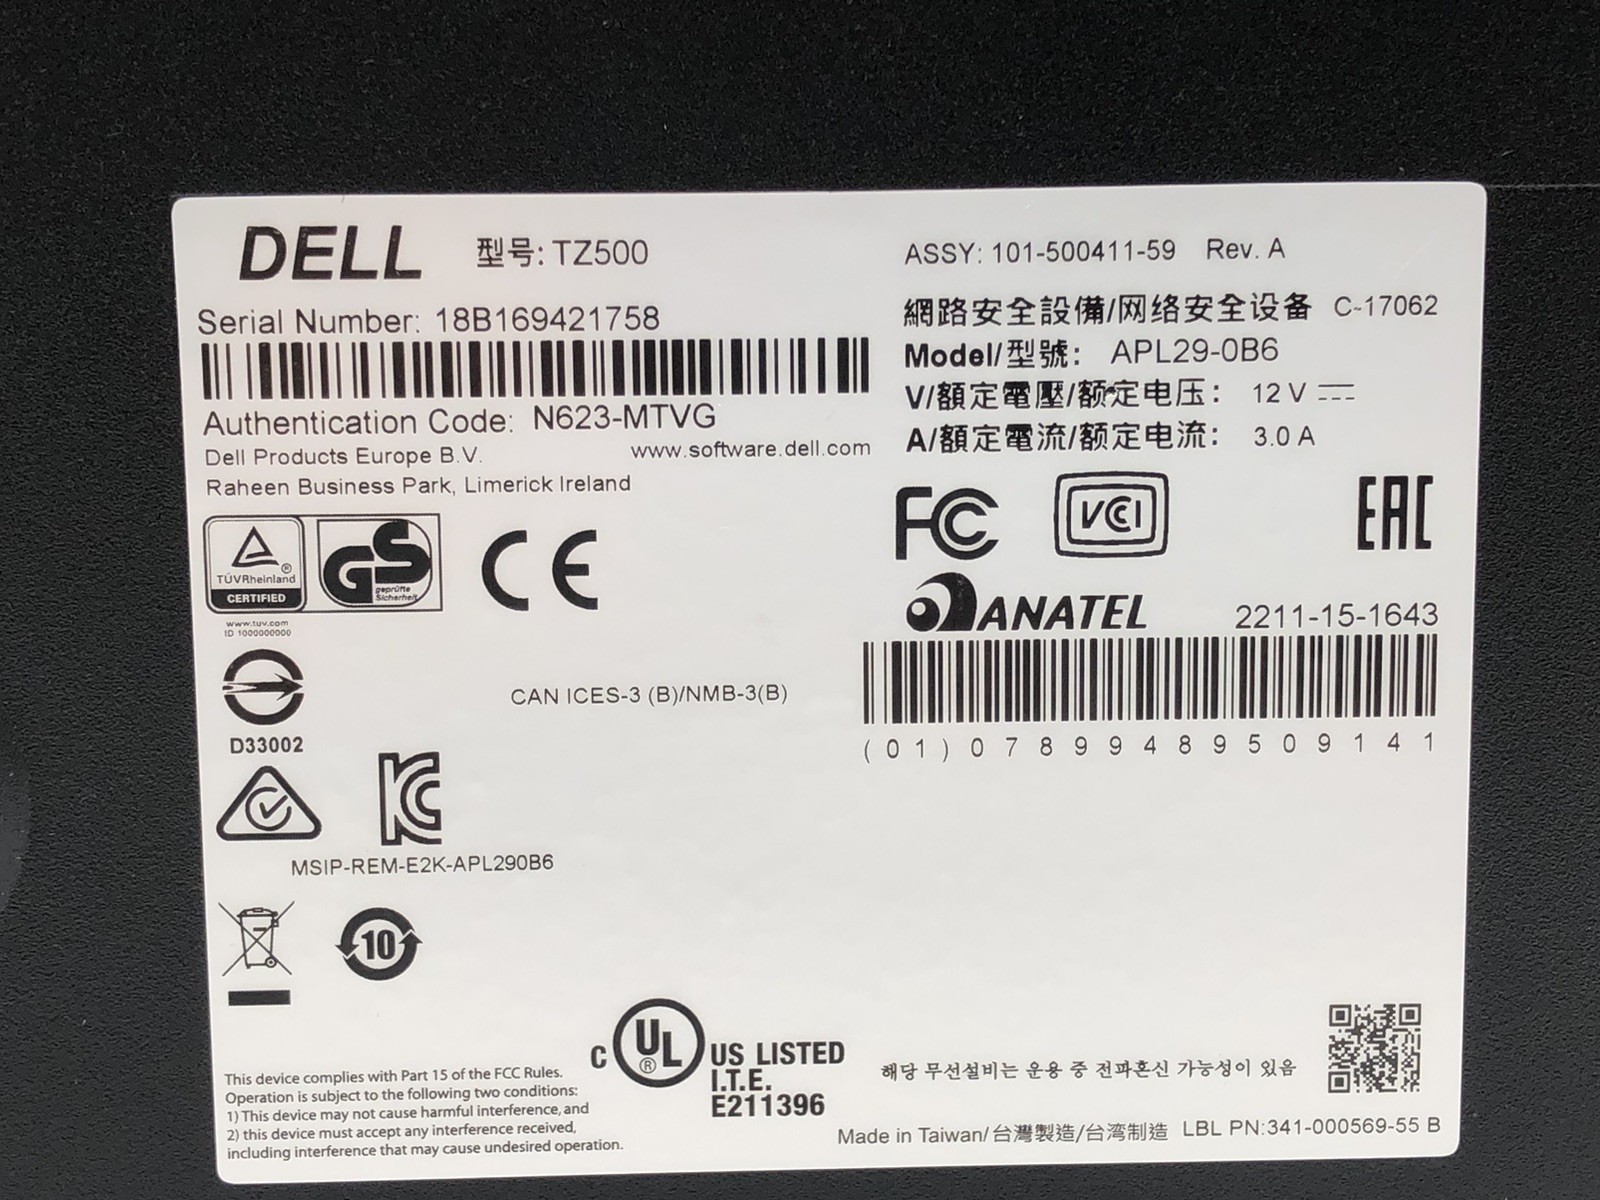 DELL 型号: TZ500
Serial Number: 18B169421758
Authentication Code: N623-MTVG
Dell Products Europe B.V. www.software.dell.com
Raheen Business Park, Limerick Ireland
ASSY: 101-500411-59 Rev. A
網路安全設備/网络安全设备 C-17062
Model/型號: APL29-0B6
V/額定電壓/额定电压: 12 V
A/額定電流/额定电流: 3.0 A
TÜVRheinland®
CERTIFIED
www.tuv.com
ID 1000000000
GS
geprüfte
Sicherheit
CE
FC
VCI
EAC
ANATEL 2211-15-1643
(01)07899489509141
D33002
CAN ICES-3 (B)/NMB-3(B)
KC
MSIP-REM-E2K-APL290B6
10
This device complies with Part 15 of the FCC Rules.
Operation is subject to the following two conditions:
1) This device may not cause harmful interference, and
2) this device must accept any interference received,
including interference that may cause undesired operation.
C UL® US LISTED
I.T.E.
E211396
해당 무선설비는 운용 중 전파혼신 가능성이 있음
Made in Taiwan/台灣製造/台湾制造 LBL PN:341-000569-55 B